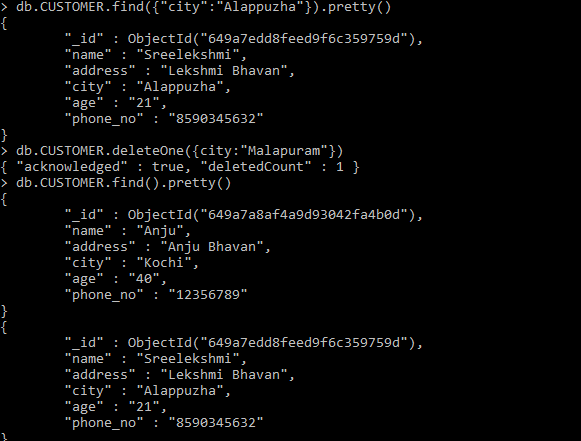 > db.CUSTOMER.find({"city":"Alappuzha"}).pretty()
{
        "_id" : ObjectId("649a7edd8feed9f6c359759d"),
        "name" : "Sreelekshmi",
        "address" : "Lekshmi Bhavan",
        "city" : "Alappuzha",
        "age" : "21",
        "phone_no" : "8590345632"
}
> db.CUSTOMER.deleteOne({city:"Malapuram"})
{ "acknowledged" : true, "deletedCount" : 1 }
> db.CUSTOMER.find().pretty()
{
        "_id" : ObjectId("649a7a8af4a9d93042fa4b0d"),
        "name" : "Anju",
        "address" : "Anju Bhavan",
        "city" : "Kochi",
        "age" : "40",
        "phone_no" : "12356789"
}
{
        "_id" : ObjectId("649a7edd8feed9f6c359759d"),
        "name" : "Sreelekshmi",
        "address" : "Lekshmi Bhavan",
        "city" : "Alappuzha",
        "age" : "21",
        "phone_no" : "8590345632"
}